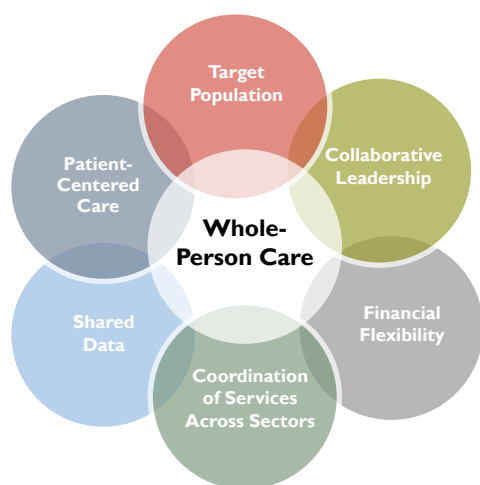 Target
Population
Collaborative
Leadership
Financial
Flexibility
Coordination
of Services
Across Sectors
Shared
Data
Patient-
Centered
Care
Whole-
Person Care